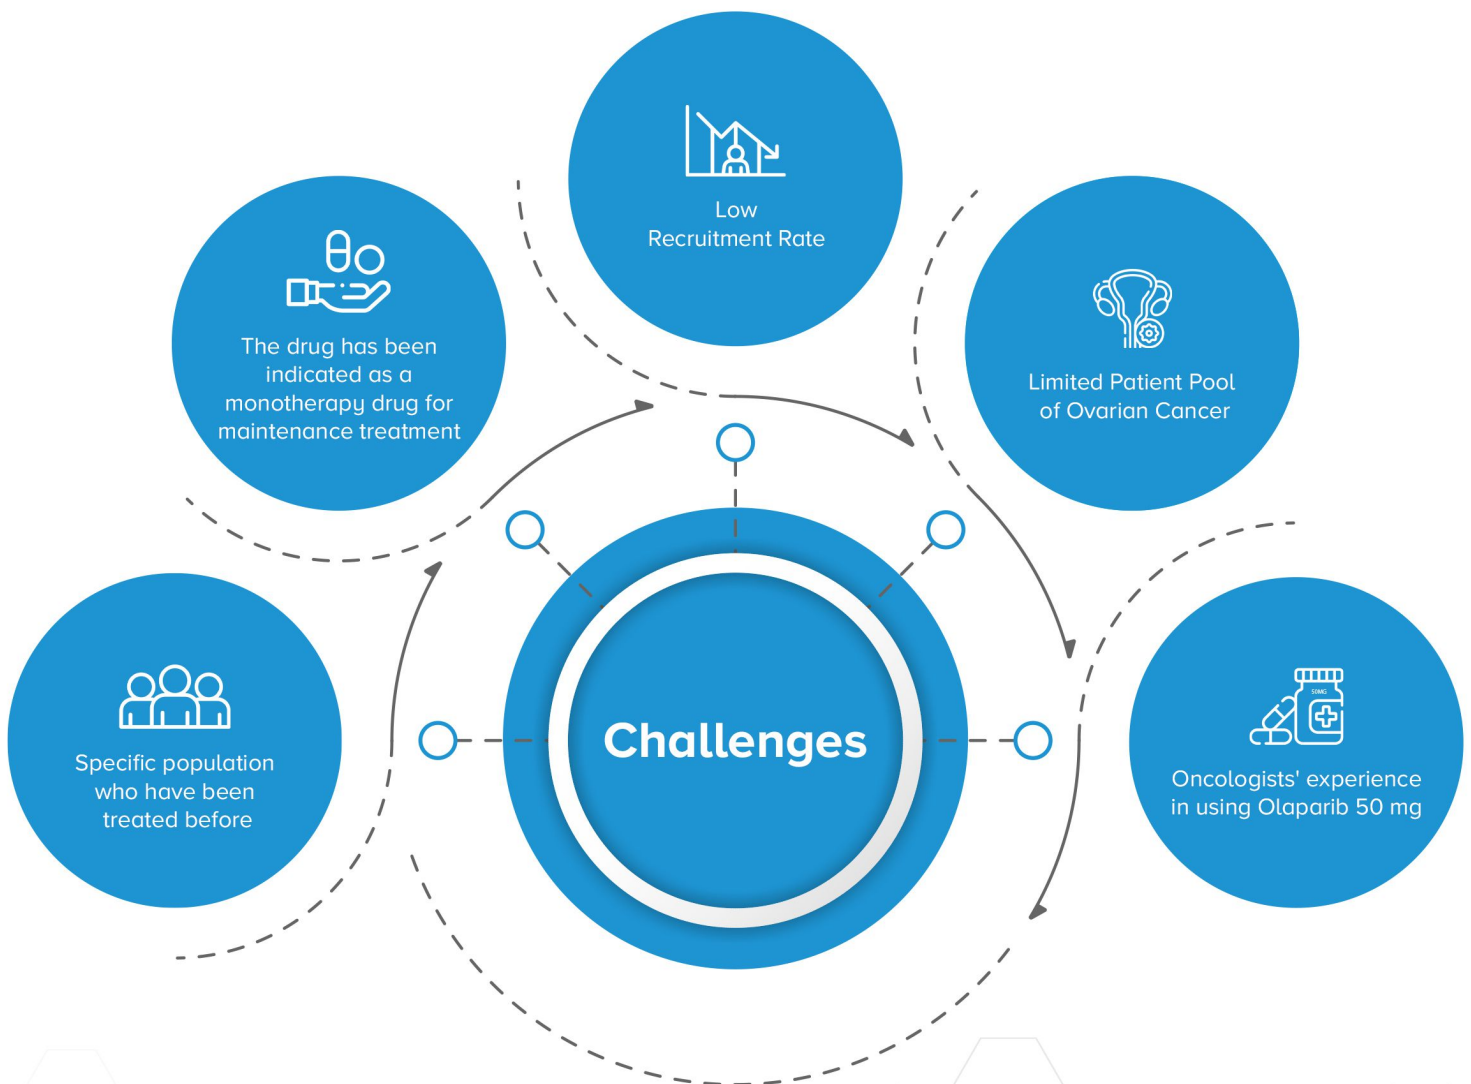 Low
Recruitment Rate
The drug has been
indicated as a
monotherapy drug for
maintenance treatment
Limited Patient Pool
of Ovarian Cancer
Specific population
who have been
treated before
Challenges
50MG
Oncologists' experience
in using Olaparib 50 mg